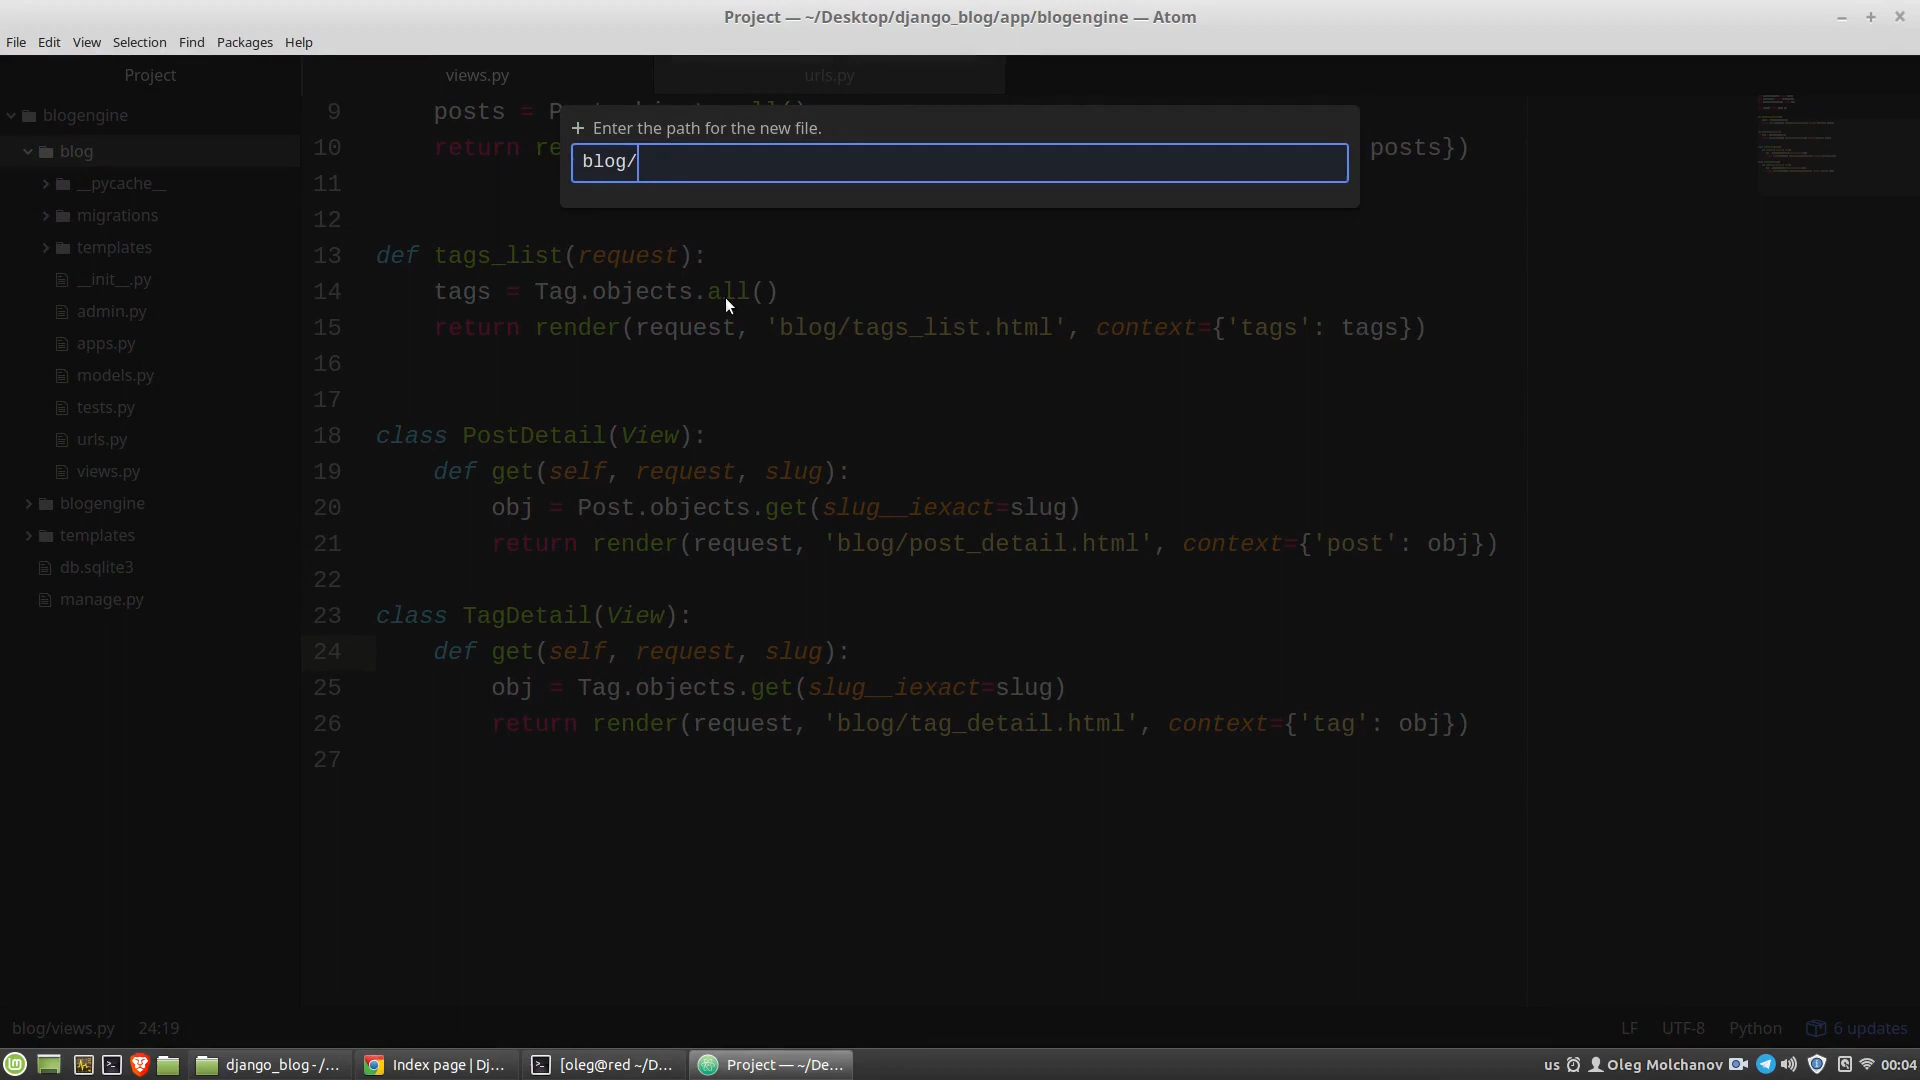 Project — ~/Desktop/django_blog/app/blogengine — Atom
File Edit View Selection Find Packages Help
Project
views.py
urls.py
blogengine
blog
__pycache__
migrations
templates
__init__.py
admin.py
apps.py
models.py
tests.py
urls.py
views.py
blogengine
templates
db.sqlite3
manage.py
Enter the path for the new file.
blog/
9 posts = P
10 return re posts})
11
12
13 def tags_list(request):
14 tags = Tag.objects.all()
15 return render(request, 'blog/tags_list.html', context={'tags': tags})
16
17
18 class PostDetail(View):
19 def get(self, request, slug):
20 obj = Post.objects.get(slug__iexact=slug)
21 return render(request, 'blog/post_detail.html', context={'post': obj})
22
23 class TagDetail(View):
24 def get(self, request, slug):
25 obj = Tag.objects.get(slug__iexact=slug)
26 return render(request, 'blog/tag_detail.html', context={'tag': obj})
27
blog/views.py 24:19 LF UTF-8 Python 6 updates
django_blog - /... Index page | Dj... [oleg@red ~/D... Project — ~/De... us Oleg Molchanov 00:04